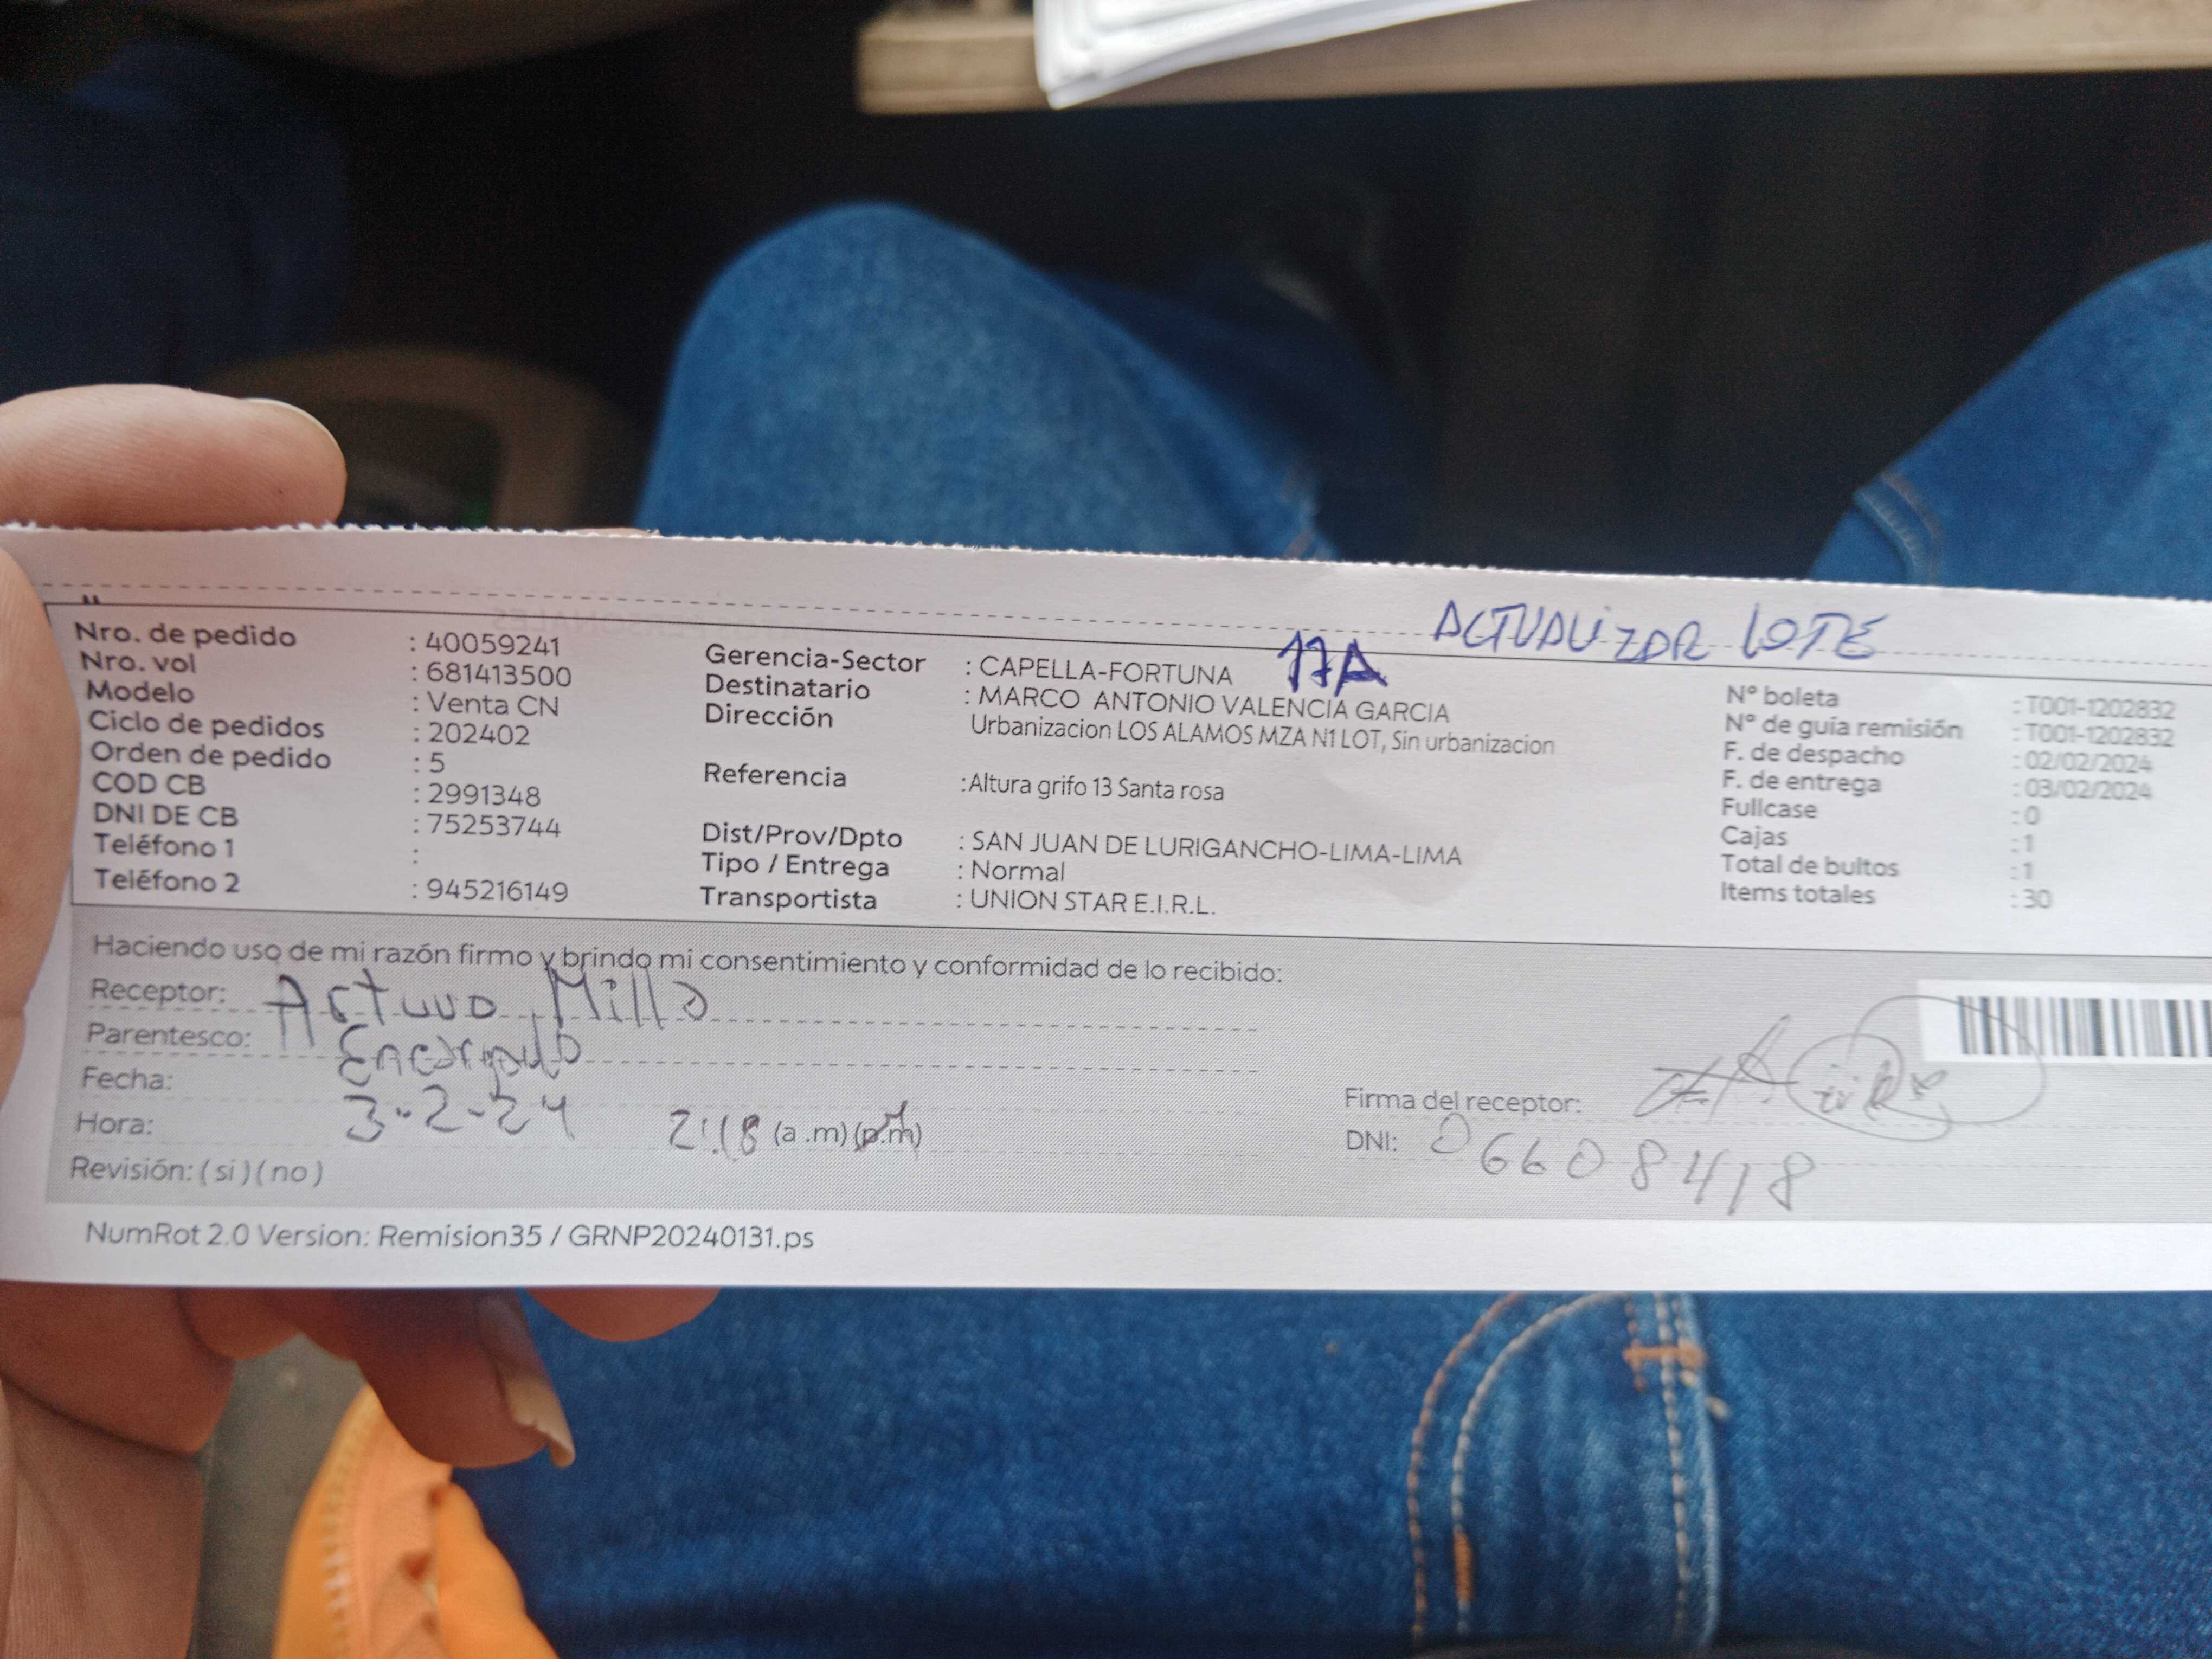 ACTUALIZAR LOTE
17A
Nro. de pedido : 40059241
Nro. vol : 681413500
Modelo : Venta CN
Ciclo de pedidos : 202402
Orden de pedido : 5
COD CB : 2991348
DNI DE CB : 75253744
Teléfono 1 :
Teléfono 2 : 945216149
Gerencia-Sector : CAPELLA-FORTUNA
Destinatario : MARCO ANTONIO VALENCIA GARCIA
Dirección Urbanizacion LOS ALAMOS MZA N1 LOT, Sin urbanizacion
Referencia :Altura grifo 13 Santa rosa
Dist/Prov/Dpto : SAN JUAN DE LURIGANCHO-LIMA-LIMA
Tipo / Entrega : Normal
Transportista : UNION STAR E.I.R.L.
N° boleta : T001-1202832
N° de guía remisión : T001-1202832
F. de despacho : 02/02/2024
F. de entrega : 03/02/2024
Fullcase : 0
Cajas : 1
Total de bultos : 1
Items totales : 30
Haciendo uso de mi razón firmo y brindo mi consentimiento y conformidad de lo recibido:
Receptor: Arturo Milla
Parentesco: Encargado
Fecha: 3-2-24
Hora: 2:18 (a .m) (p.m)
Revisión: ( si ) ( no )
Firma del receptor:
DNI: 06608418
NumRot 2.0 Version: Remision35 / GRNP20240131.ps